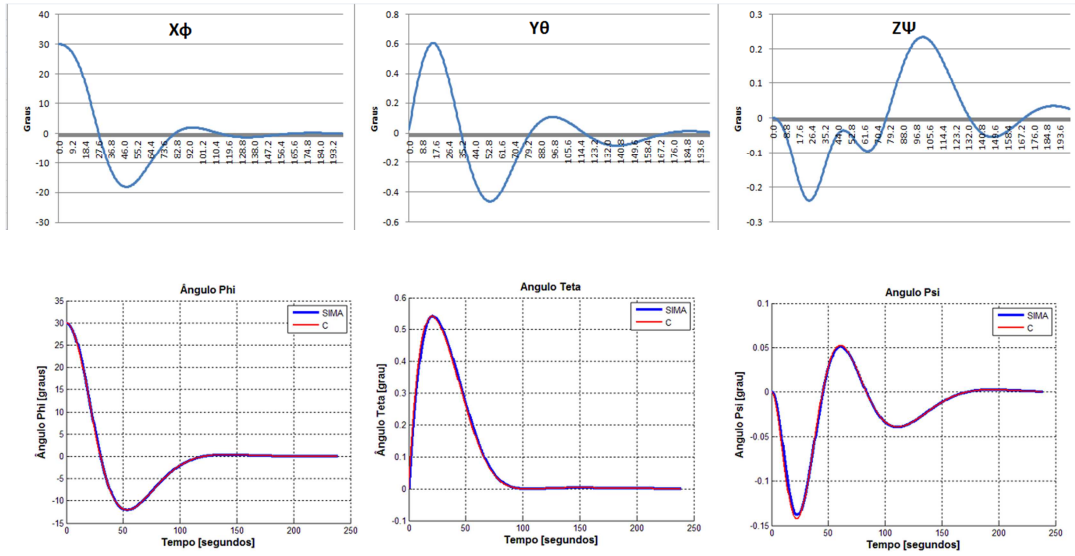 Xφ
Graus
40
30
20
10
0
-10
-20
-30
0.0 9.2 18.4 27.6 36.8 46.0 55.2 64.4 73.6 82.8 92.0 101.2 110.4 119.6 128.8 138.0 147.2 156.4 165.6 174.8 184.0 193.2
Yθ
Graus
0.8
0.6
0.4
0.2
0
-0.2
-0.4
-0.6
0.0 8.8 17.6 26.4 35.2 44.0 52.8 61.6 70.4 79.2 88.0 96.8 105.6 114.4 123.2 132.0 140.8 149.6 158.4 167.2 176.0 184.8 193.6
ZΨ
Graus
0.3
0.2
0.1
0
-0.1
-0.2
-0.3
0.0 8.8 17.6 26.4 35.2 44.0 52.8 61.6 70.4 79.2 88.0 96.8 105.6 114.4 123.2 132.0 140.8 149.6 158.4 167.2 176.0 184.8 193.6
Ângulo Phi
Ângulo Phi [graus]
35
30
25
20
15
10
5
0
-5
-10
-15
SIMA
C
0 50 100 150 200 250
Tempo [segundos]
Angulo Teta
Ângulo Teta [grau]
0.6
0.5
0.4
0.3
0.2
0.1
0
-0.1
SIMA
C
0 50 100 150 200 250
Tempo [segundos]
Angulo Psi
Angulo Psi [grau]
0.1
0.05
0
-0.05
-0.1
-0.15
SIMA
C
0 50 100 150 200 250
Tempo [segundos]